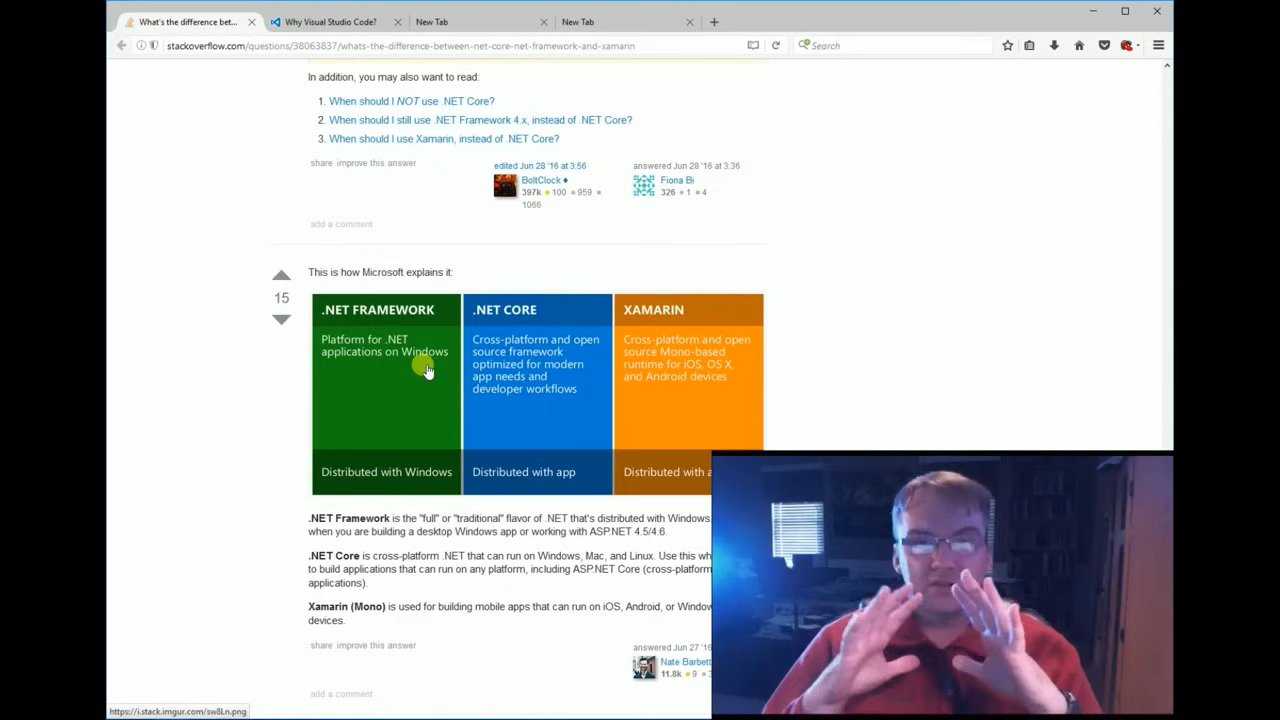 What's the difference bet...
Why Visual Studio Code?
New Tab
New Tab
stackoverflow.com/questions/38063837/whats-the-difference-between-net-core-net-framework-and-xamarin
Search
In addition, you may also want to read:
1. When should I NOT use .NET Core?
2. When should I still use .NET Framework 4.x, instead of .NET Core?
3. When should I use Xamarin, instead of .NET Core?
share improve this answer
edited Jun 28 '16 at 3:56
BoltClock ♦
397k ● 100 ● 959 ●
1066
answered Jun 28 '16 at 3:36
Fiona Bi
326 ● 1 ● 4
add a comment
15
This is how Microsoft explains it:
.NET FRAMEWORK
Platform for .NET
applications on Windows
Distributed with Windows
.NET CORE
Cross-platform and open
source framework
optimized for modern
app needs and
developer workflows
Distributed with app
XAMARIN
Cross-platform and open
source Mono-based
runtime for iOS, OS X,
and Android devices
Distributed with a
.NET Framework is the "full" or "traditional" flavor of .NET that's distributed with Windows.
when you are building a desktop Windows app or working with ASP.NET 4.5/4.6.
.NET Core is cross-platform .NET that can run on Windows, Mac, and Linux. Use this wh
to build applications that can run on any platform, including ASP.NET Core (cross-platform
applications).
Xamarin (Mono) is used for building mobile apps that can run on iOS, Android, or Window
devices.
share improve this answer
answered Jun 27 '16
Nate Barbett
11.8k ● 9 ●
add a comment
https://i.stack.imgur.com/sw8Ln.png